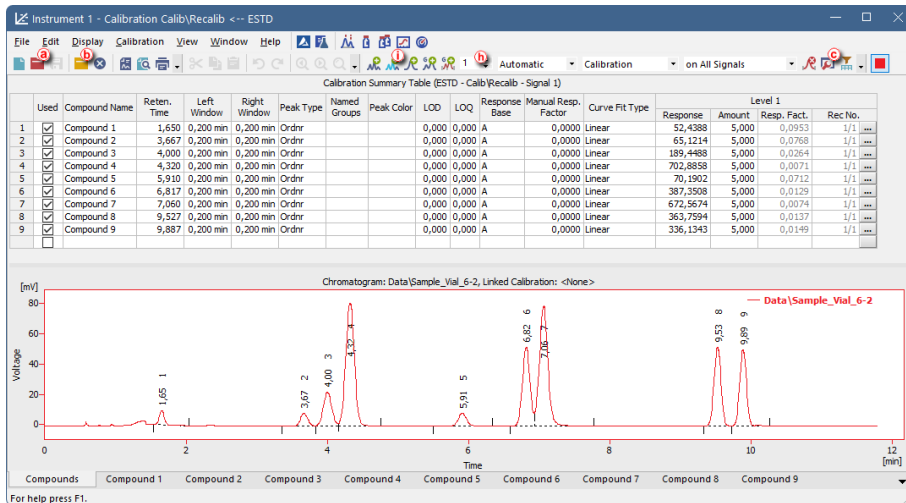 Instrument 1 - Calibration Calib\Recalib <-- ESTD
File Edit Display Calibration View Window Help
a b i 1 h Automatic Calibration on All Signals c
Calibration Summary Table (ESTD - Calib\Recalib - Signal 1)
Used Compound Name Reten. Time Left Window Right Window Peak Type Named Groups Peak Color LOD LOQ Response Base Manual Resp. Factor Curve Fit Type Level 1
Response Amount Resp. Fact. Rec No.
1 Compound 1 1,650 0,200 min 0,200 min Ordnr 0,000 0,000 A 0,0000 Linear 52,4388 5,000 0,0953 1/1 ...
2 Compound 2 3,667 0,200 min 0,200 min Ordnr 0,000 0,000 A 0,0000 Linear 65,1214 5,000 0,0768 1/1 ...
3 Compound 3 4,000 0,200 min 0,200 min Ordnr 0,000 0,000 A 0,0000 Linear 189,4488 5,000 0,0264 1/1 ...
4 Compound 4 4,320 0,200 min 0,200 min Ordnr 0,000 0,000 A 0,0000 Linear 702,8858 5,000 0,0071 1/1 ...
5 Compound 5 5,910 0,200 min 0,200 min Ordnr 0,000 0,000 A 0,0000 Linear 70,1902 5,000 0,0712 1/1 ...
6 Compound 6 6,817 0,200 min 0,200 min Ordnr 0,000 0,000 A 0,0000 Linear 387,3508 5,000 0,0129 1/1 ...
7 Compound 7 7,060 0,200 min 0,200 min Ordnr 0,000 0,000 A 0,0000 Linear 672,5674 5,000 0,0074 1/1 ...
8 Compound 8 9,527 0,200 min 0,200 min Ordnr 0,000 0,000 A 0,0000 Linear 363,7594 5,000 0,0137 1/1 ...
9 Compound 9 9,887 0,200 min 0,200 min Ordnr 0,000 0,000 A 0,0000 Linear 336,1343 5,000 0,0149 1/1 ...
Chromatogram: Data\Sample_Vial_6-2, Linked Calibration: <None>
[mV]
Data\Sample_Vial_6-2
80
60
40
20
0
Voltage
1,65 1
3,67 2
4,00 3
4,32 4
5,91 5
6,82 6
7,06 7
9,53 8
9,89 9
0 2 4 6 8 10 12
Time
[min]
Compounds Compound 1 Compound 2 Compound 3 Compound 4 Compound 5 Compound 6 Compound 7 Compound 8 Compound 9
For help press F1.